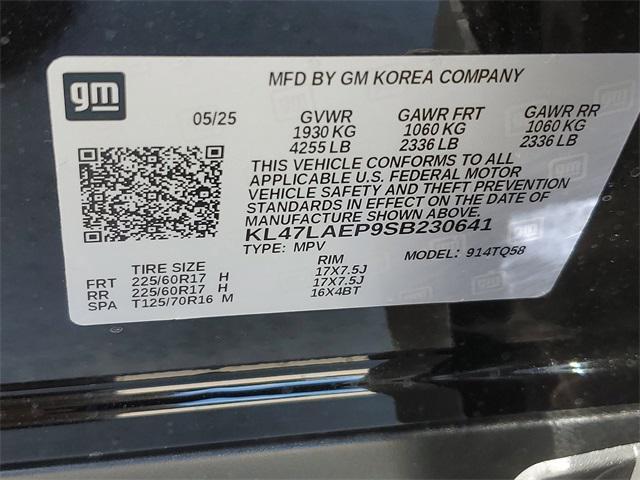 gm
MFD BY GM KOREA COMPANY
05/25 GVWR GAWR FRT GAWR RR
1930 KG 1060 KG 1060 KG
4255 LB 2336 LB 2336 LB
THIS VEHICLE CONFORMS TO ALL
APPLICABLE U.S. FEDERAL MOTOR
VEHICLE SAFETY AND THEFT PREVENTION
STANDARDS IN EFFECT ON THE DATE OF
MANUFACTURE SHOWN ABOVE.
KL47LAEP9SB230641
TYPE: MPV MODEL: 914TQ58
TIRE SIZE RIM
FRT 225/60R17 H 17X7.5J
RR 225/60R17 H 17X7.5J
SPA T125/70R16 M 16X4BT